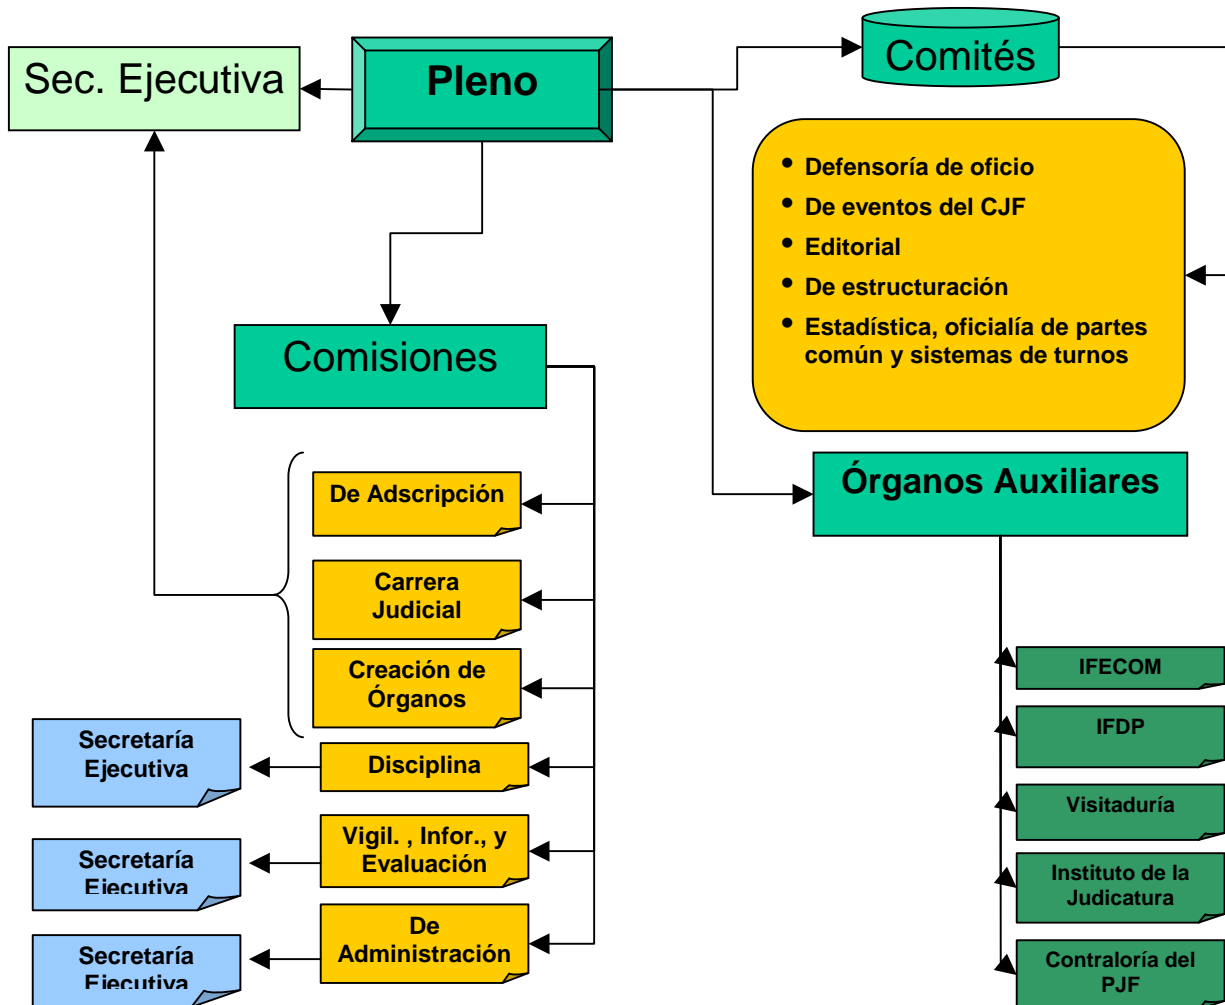 Sec. Ejecutiva
Pleno
Comités
• Defensoría de oficio
• De eventos del CJF
• Editorial
• De estructuración
• Estadística, oficialía de partes
común y sistemas de turnos
Comisiones
De Adscripción
Carrera
Judicial
Creación de
Órganos
Disciplina
Vigil. , Infor., y
Evaluación
De
Administración
Secretaría
Ejecutiva
Secretaría
Ejecutiva
Secretaría
Ejecutiva
Órganos Auxiliares
IFECOM
IFDP
Visitaduría
Instituto de la
Judicatura
Contraloría del
PJF